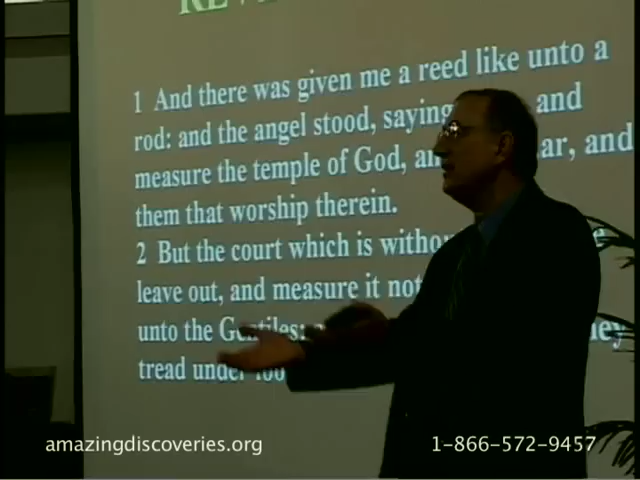 1 And there was given me a reed like unto a
rod: and the angel stood, saying and
measure the temple of God, and
them that worship therein.
2 But the court which is
leave out, and measure it not
unto the Gentiles:
tread under
amazingdiscoveries.org
1-866-572-9457